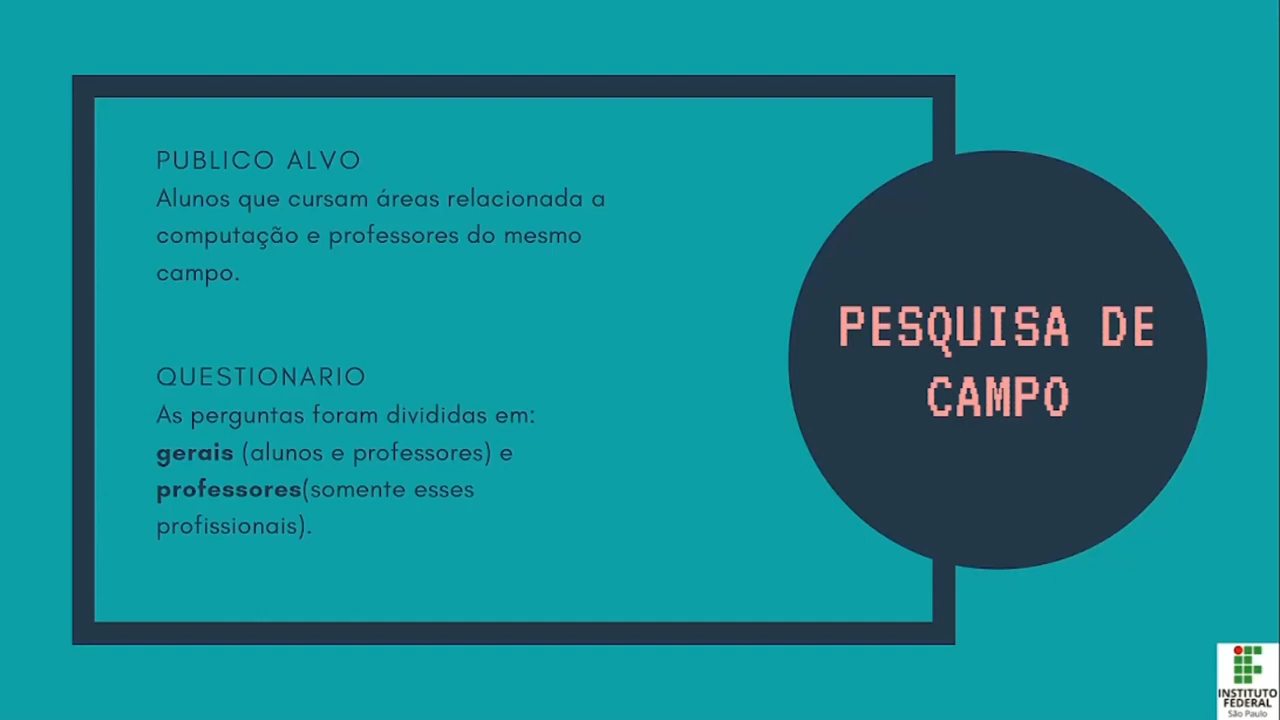 PUBLICO ALVO
Alunos que cursam áreas relacionada a
computação e professores do mesmo
campo.
QUESTIONARIO
As perguntas foram divididas em:
gerais (alunos e professores) e
professores(somente esses
profissionais).
PESQUISA DE
CAMPO
INSTITUTO
FEDERAL
São Paulo